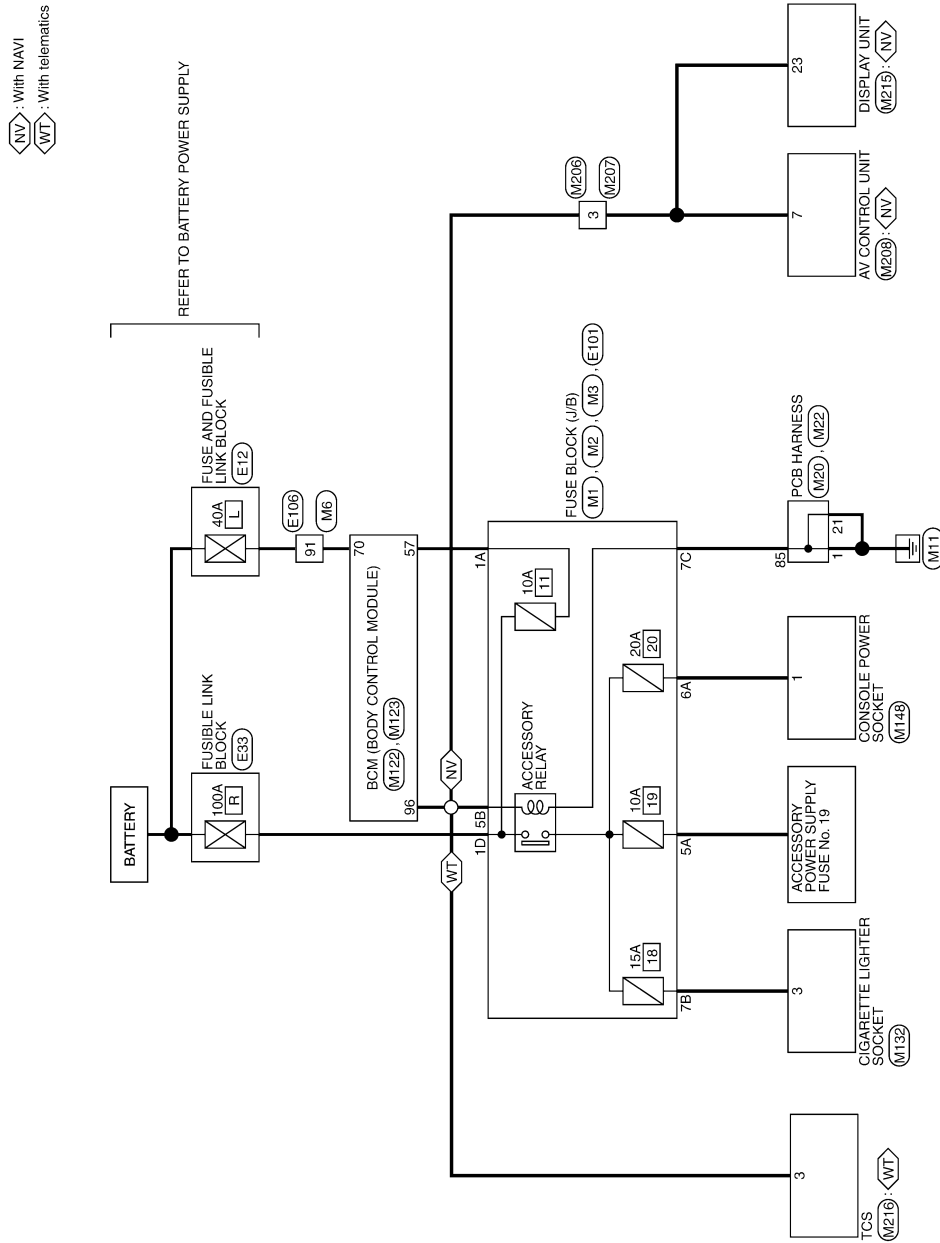 NV : With NAVI
WT : With telematics
REFER TO BATTERY POWER SUPPLY
BATTERY
FUSIBLE LINK
BLOCK
E33
100A
R
FUSE AND FUSIBLE
LINK BLOCK
E12
40A
L
E106
91
M6
70
BCM (BODY CONTROL MODULE)
M122 , M123
96
57
WT
NV
M206
3
M207
1D
5B
1A
FUSE BLOCK (J/B)
M1 , M2 , M3 , E101
ACCESSORY
RELAY
10A
11
15A
18
10A
19
20A
20
7B
5A
6A
7C
PCB HARNESS
M20 , M22
85
1
21
M11
3
TCS
M216 : WT
3
CIGARETTE LIGHTER
SOCKET
M132
ACCESSORY
POWER SUPPLY
FUSE No. 19
1
CONSOLE POWER
SOCKET
M148
7
AV CONTROL UNIT
M208 : NV
23
DISPLAY UNIT
M215 : NV